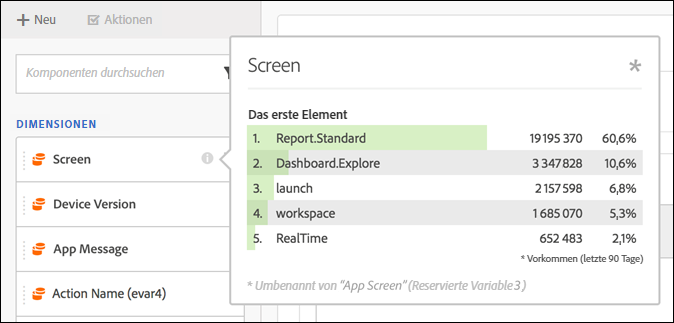 + Neu Aktionen
Komponenten durchsuchen
DIMENSIONEN
Screen
Device Version
App Message
Action Name (evar4)
Screen *
Das erste Element
1. Report.Standard 19 195 370 60,6%
2. Dashboard.Explore 3 347 828 10,6%
3. launch 2 157 598 6,8%
4. workspace 1 685 070 5,3%
5. RealTime 652 483 2,1%
* Vorkommen (letzte 90 Tage)
* Umbenannt von "App Screen" (Reservierte Variable 3 )